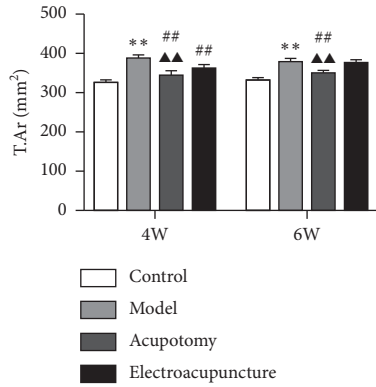 T.Ar (mm²)
500
400
300
200
100
0
**
##
▲▲
##
**
##
▲▲
4W
6W
Control
Model
Acupotomy
Electroacupuncture